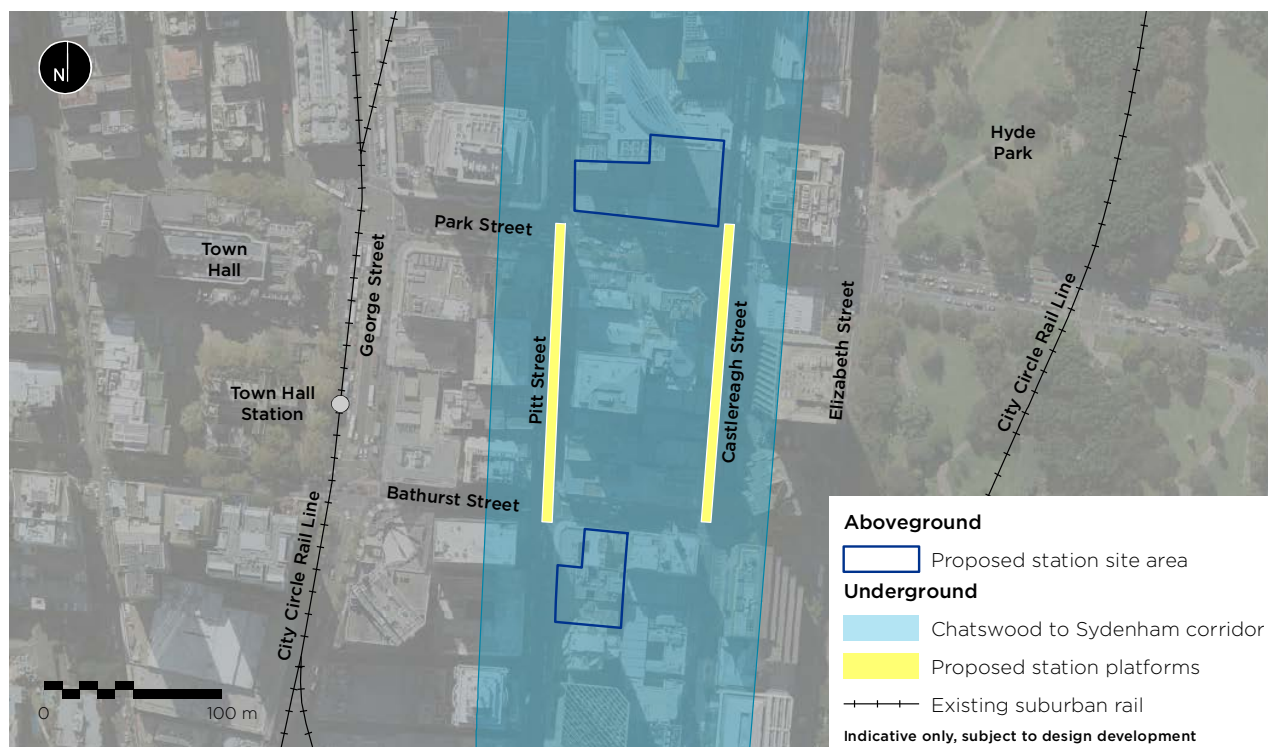 N
Hyde
Park
Park Street
Town
Hall
George Street
City Circle Rail Line
Elizabeth Street
Castlereagh Street
Pitt Street
Town Hall
Station
Bathurst Street
City Circle Rail Line
0
100 m
Aboveground
Proposed station site area
Underground
Chatswood to Sydenham corridor
Proposed station platforms
Existing suburban rail
Indicative only, subject to design development